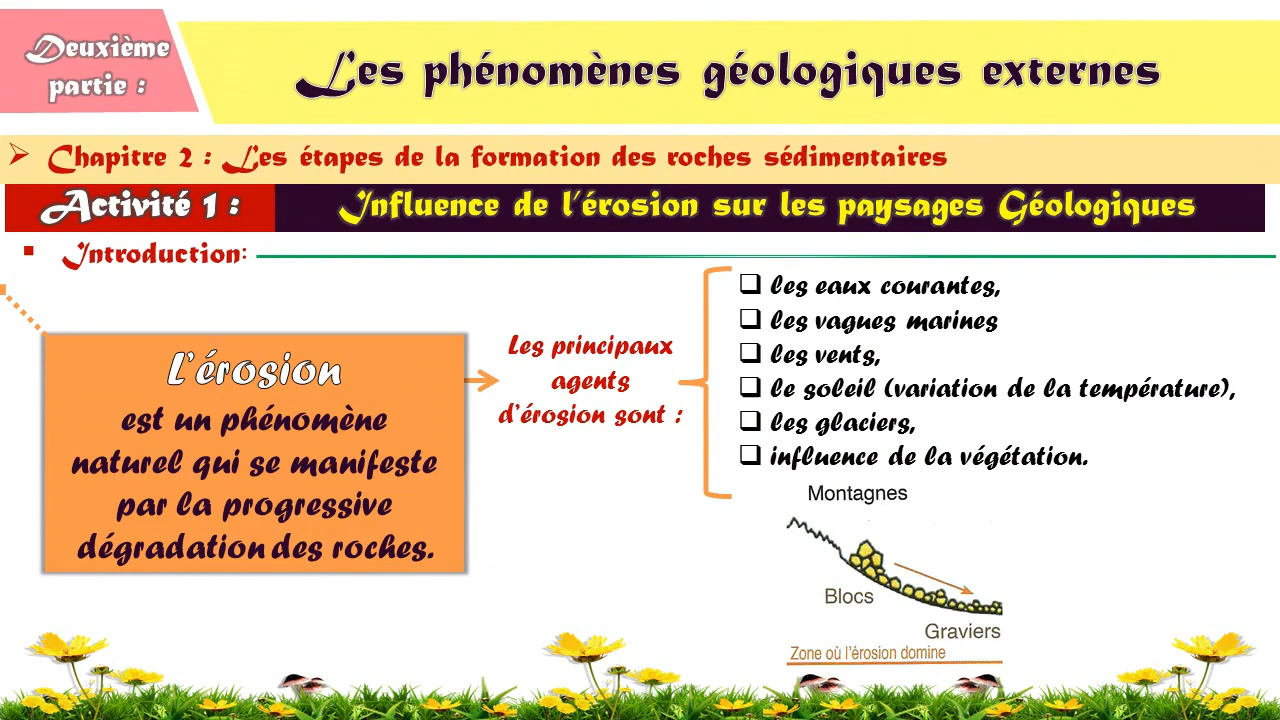 Deuxième
partie :
Les phénomènes géologiques externes
Chapitre 2 : Les étapes de la formation des roches sédimentaires
Activité 1 :
Influence de l'érosion sur les paysages Géologiques
Introduction:
L'érosion
est un phénomène
naturel qui se manifeste
par la progressive
dégradation des roches.
Les principaux
agents
d'érosion sont :
les eaux courantes,
les vagues marines
les vents,
le soleil (variation de la température),
les glaciers,
influence de la végétation.
Montagnes
Blocs
Graviers
Zone où l'érosion domine